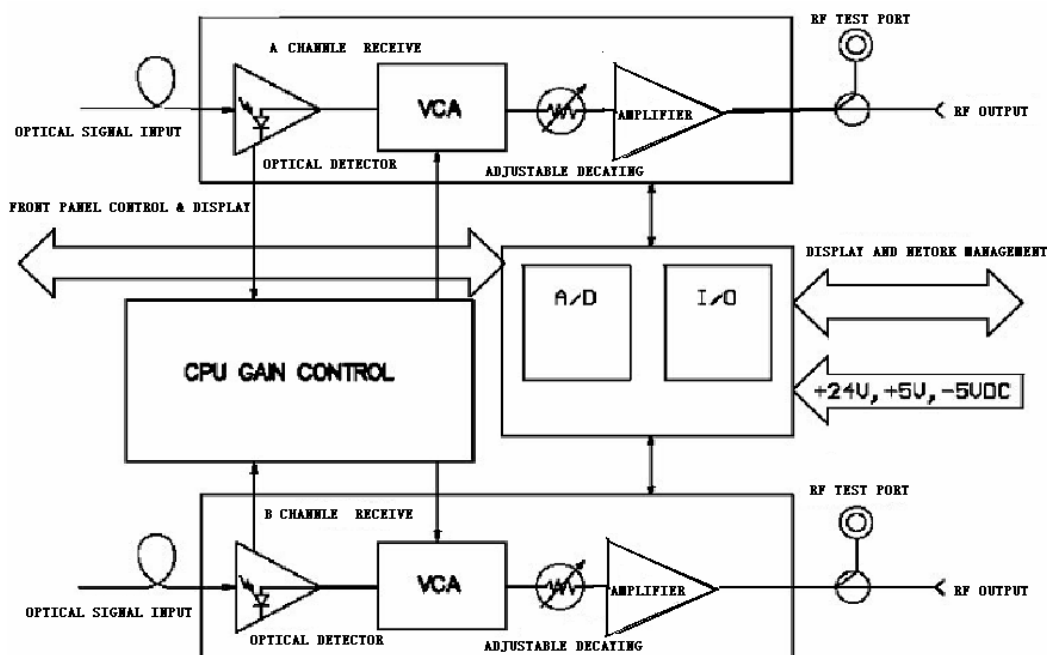 RF TEST PORT
A CHANNLE RECEIVE
VCA
AMPLIFIER
OPTICAL SIGNAL INPUT
RF OUTPUT
OPTICAL DETECTOR
ADJUSTABLE DECAYING
FRONT PANEL CONTROL & DISPLAY
DISPLAY AND NETORK MANAGEMENT
A/D
I/O
CPU GAIN CONTROL
+24V,+5V,-5VDC
RF TEST PORT
B CHANNLE RECEIVE
VCA
AMPLIFIER
OPTICAL SIGNAL INPUT
RF OUTPUT
OPTICAL DETECTOR
ADJUSTABLE DECAYING